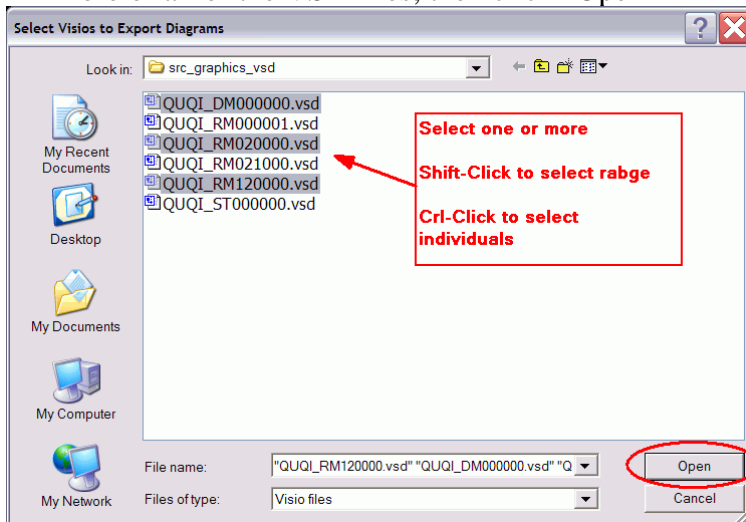 Select Visios to Export Diagrams
Look in:
src_graphics_vsd
QUQI_DM000000.vsd
QUQI_RM000001.vsd
QUQI_RM020000.vsd
QUQI_RM021000.vsd
QUQI_RM120000.vsd
QUQI_ST000000.vsd
Select one or more
Shift-Click to select rabge
Crl-Click to select
individuals
My Recent
Documents
Desktop
My Documents
My Computer
My Network
File name:
"QUQI_RM120000.vsd" "QUQI_DM000000.vsd" "Q
Open
Files of type:
Visio files
Cancel